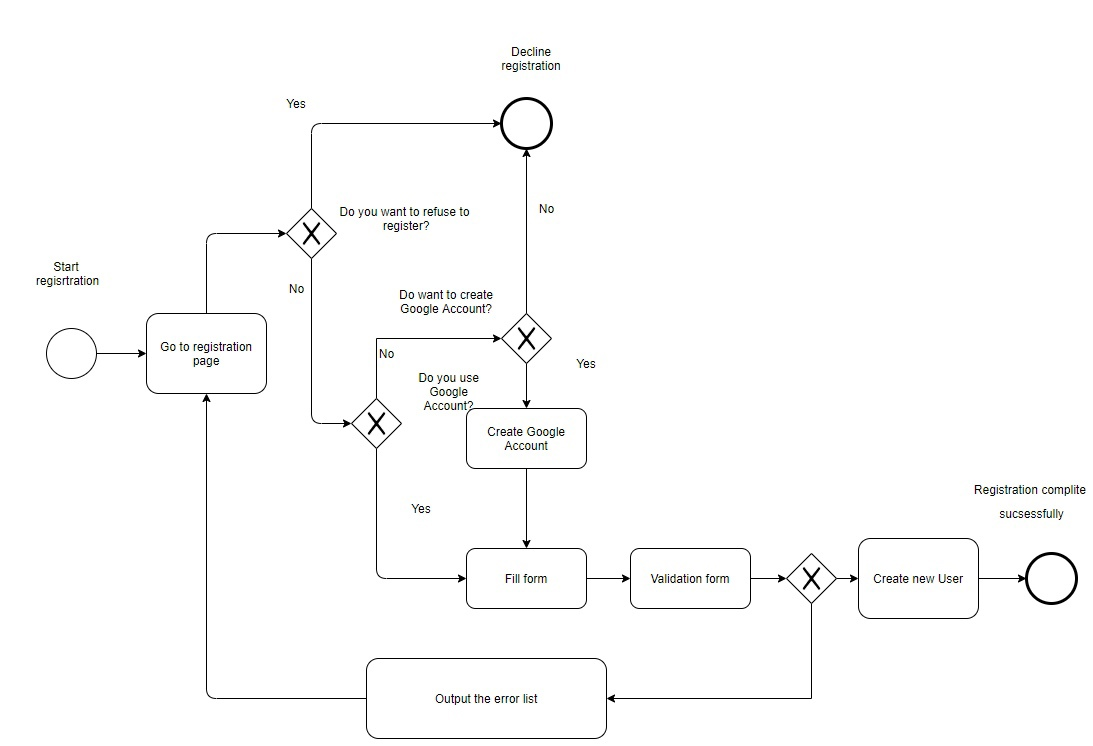 Decline
registration
Yes
Do you want to refuse to
register?
No
Start
regisrtration
No
Do want to create
Google Account?
Go to registration
page
No
Yes
Do you use
Google
Account?
Create Google
Account
Yes
Registration complite
sucsessfully
Fill form
Validation form
Create new User
Output the error list